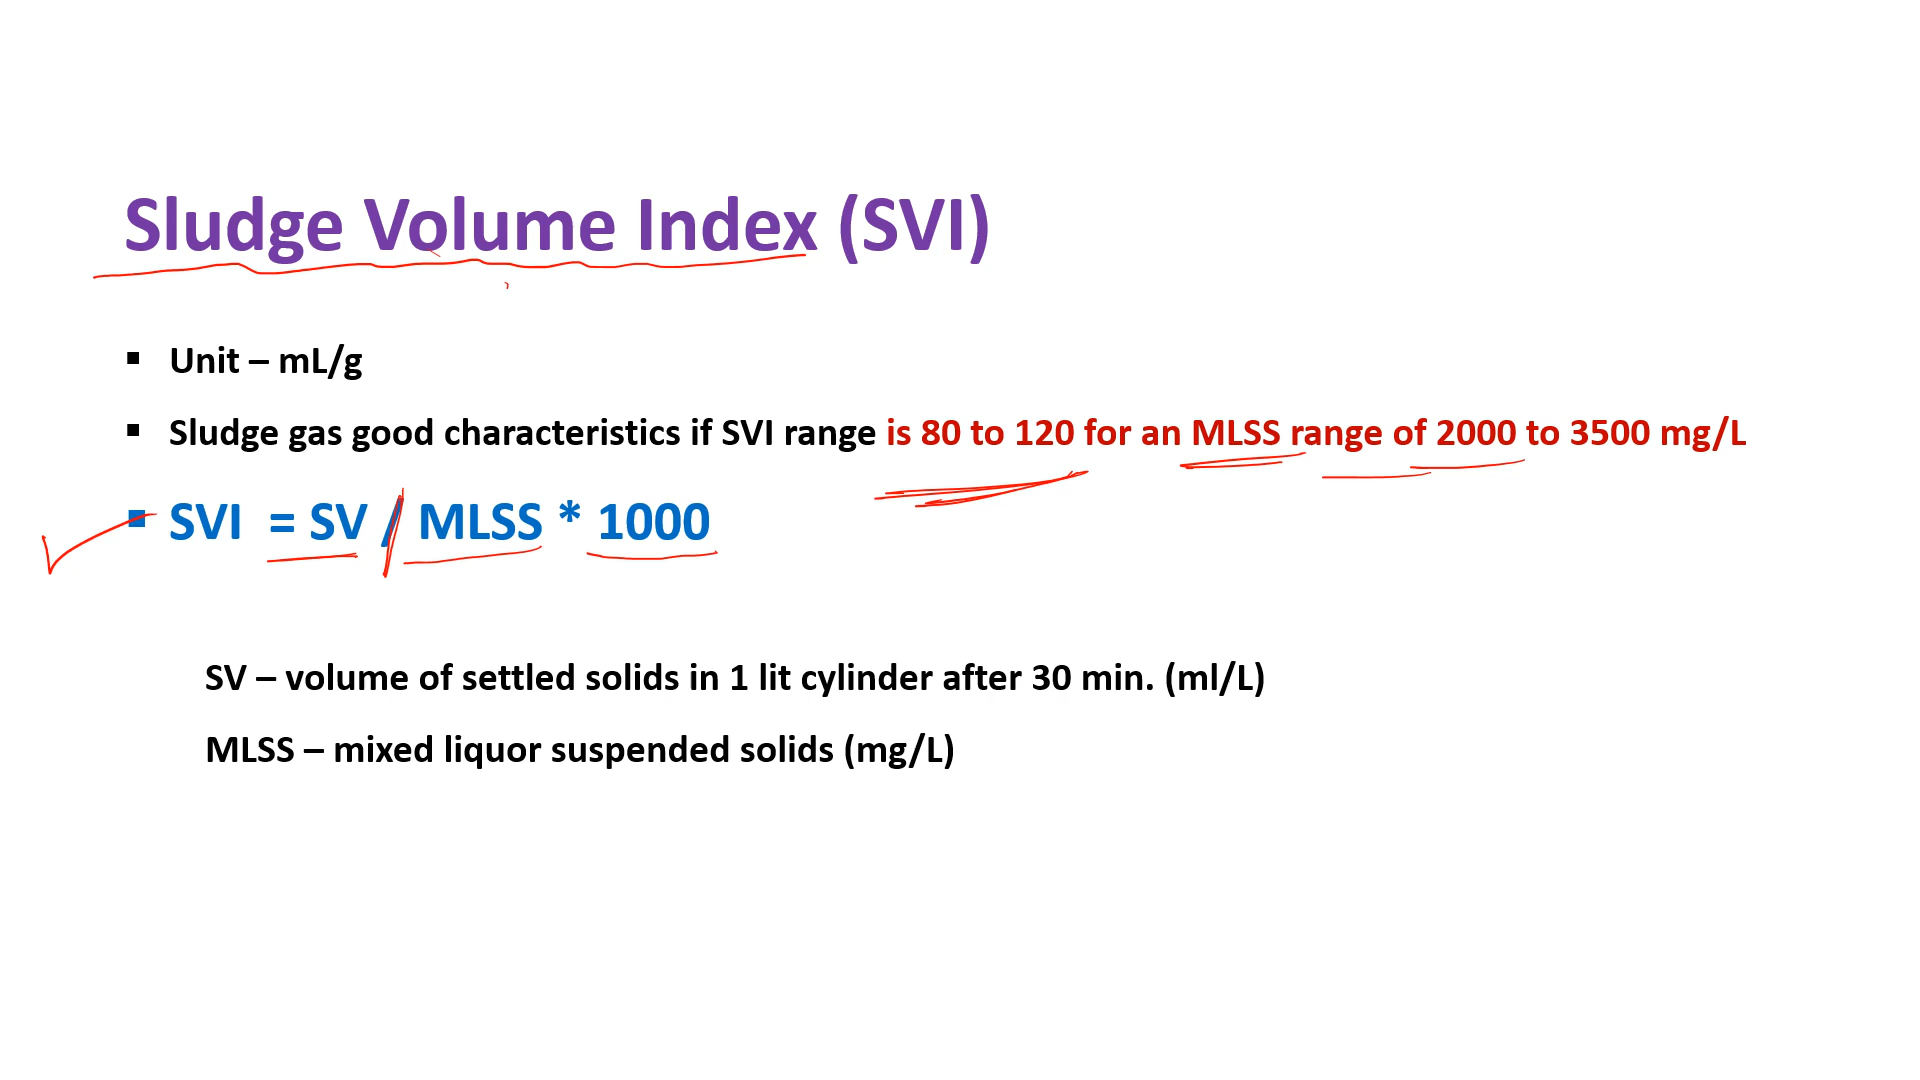 Sludge Volume Index (SVI)
▪ Unit – mL/g
▪ Sludge gas good characteristics if SVI range is 80 to 120 for an MLSS range of 2000 to 3500 mg/L
▪ SVI = SV / MLSS * 1000
SV – volume of settled solids in 1 lit cylinder after 30 min. (ml/L)
MLSS – mixed liquor suspended solids (mg/L)